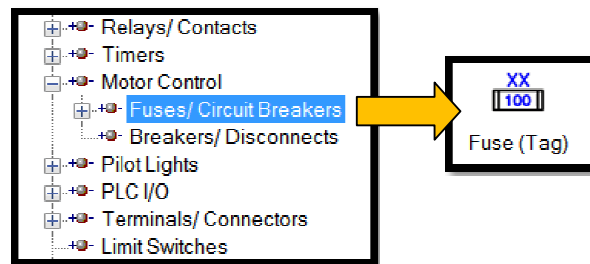 Relays/ Contacts
Timers
Motor Control
Fuses/ Circuit Breakers
Breakers/ Disconnects
Pilot Lights
PLC I/O
Terminals/ Connectors
Limit Switches
XX
100
Fuse (Tag)